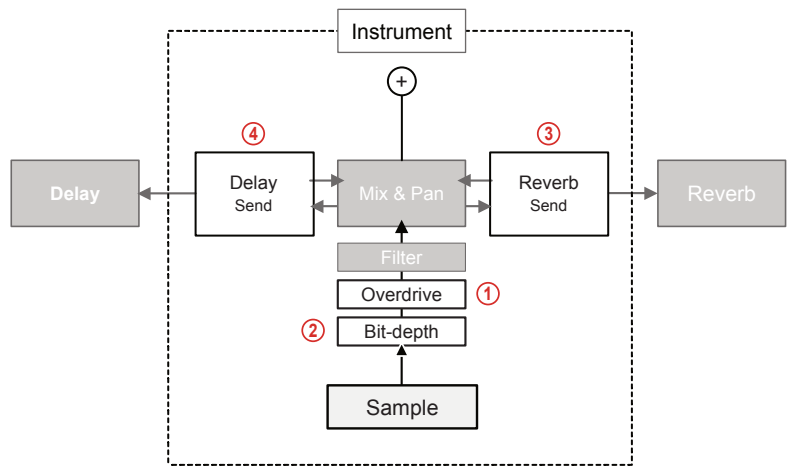 Instrument
+
④
③
Delay
Delay
Send
Mix & Pan
Reverb
Send
Reverb
Filter
Overdrive
①
②
Bit-depth
Sample